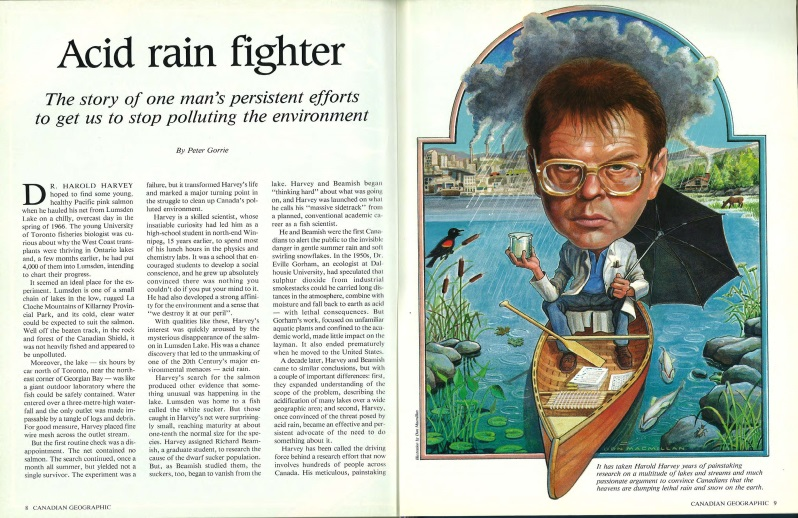 Acid rain fighter
The story of one man's persistent efforts
to get us to stop polluting the environment
By Peter Gorrie
DR. HAROLD HARVEY
hoped to find some young,
healthy Pacific pink salmon
when he hauled his net from Lumsden
Lake on a chilly, overcast day in the
spring of 1966. The young University
of Toronto fisheries biologist was cu-
rious about why the West Coast trans-
plants were thriving in Ontario lakes
and, a few months earlier, he had put
4,000 of them into Lumsden, intending
to chart their progress.
It seemed an ideal place for the ex-
periment. Lumsden is one of a small
chain of lakes in the low, rugged La
Cloche Mountains of Killarney Provin-
cial Park, and its cold, clear water
could be expected to suit the salmon.
Well off the beaten track, in the rock
and forest of the Canadian Shield, it
was not heavily fished and appeared to
be unpolluted.
Moreover, the lake — six hours by
car north of Toronto, near the north-
east corner of Georgian Bay — was like
a giant outdoor laboratory where the
fish could be safely contained. Water
entered over a three-metre-high water-
fall and the only outlet was made im-
passable by a tangle of logs and debris.
For good measure, Harvey placed fine
wire mesh across the outlet stream.
But the first routine check was a dis-
appointment. The net contained no
salmon. The search continued, once a
month all summer, but yielded not a
single survivor. The experiment was a
failure, but it transformed Harvey's life
and marked a major turning point in
the struggle to clean up Canada's pol-
luted environment.
Harvey is a skilled scientist, whose
insatiable curiosity had led him as a
high-school student in north-end Win-
nipeg, 15 years earlier, to spend most
of his lunch hours in the physics and
chemistry labs. It was a school that en-
couraged students to develop a social
conscience, and he grew up absolutely
convinced there was nothing you
couldn't do if you put your mind to it.
He had also developed a strong affini-
ty for the environment and a sense that
"we destroy it at our peril".
With qualities like these, Harvey's
interest was quickly aroused by the
mysterious disappearance of the salm-
on in Lumsden Lake. His was a chance
discovery that led to the unmasking of
one of the 20th Century's major en-
vironmental menaces — acid rain.
Harvey's search for the salmon
produced other evidence that some-
thing unusual was happening in the
lake. Lumsden was home to a fish
called the white sucker. But those
caught in Harvey's net were surprising-
ly small, reaching maturity at about
one-tenth the normal size for the spe-
cies. Harvey assigned Richard Beam-
ish, a graduate student, to research the
cause of the dwarf sucker population.
But, as Beamish studied them, the
suckers, too, began to vanish from the
lake. Harvey and Beamish began
"thinking hard" about what was going
on, and Harvey was launched on what
he calls his "massive sidetrack" from
a planned, conventional academic ca-
reer as a fish scientist.
He and Beamish were the first Cana-
dians to alert the public to the invisible
danger in gentle summer rain and soft
swirling snowflakes. In the 1950s, Dr.
Eville Gorham, an ecologist at Dal-
housie University, had speculated that
sulphur dioxide from industrial
smokestacks could be carried long dis-
tances in the atmosphere, combine with
moisture and fall back to earth as acid
— with lethal consequences. But
Gorham's work, focused on unfamiliar
aquatic plants and confined to the aca-
demic world, made little impact on the
layman. It also ended prematurely
when he moved to the United States.
A decade later, Harvey and Beamish
came to similar conclusions, but with
a couple of important differences: first,
they expanded understanding of the
scope of the problem, describing the
acidification of many lakes over a wide
geographic area; and second, Harvey,
once convinced of the threat posed by
acid rain, became an effective and per-
sistent advocate of the need to do
something about it.
Harvey has been called the driving
force behind a research effort that now
involves hundreds of people across
Canada. His meticulous, painstaking
8 CANADIAN GEOGRAPHIC
Illustration by Don Macmillan
DON MACMILLAN
It has taken Harold Harvey years of painstaking
research on a multitude of lakes and streams and much
passionate argument to convince Canadians that the
heavens are dumping lethal rain and snow on the earth.
CANADIAN GEOGRAPHIC 9